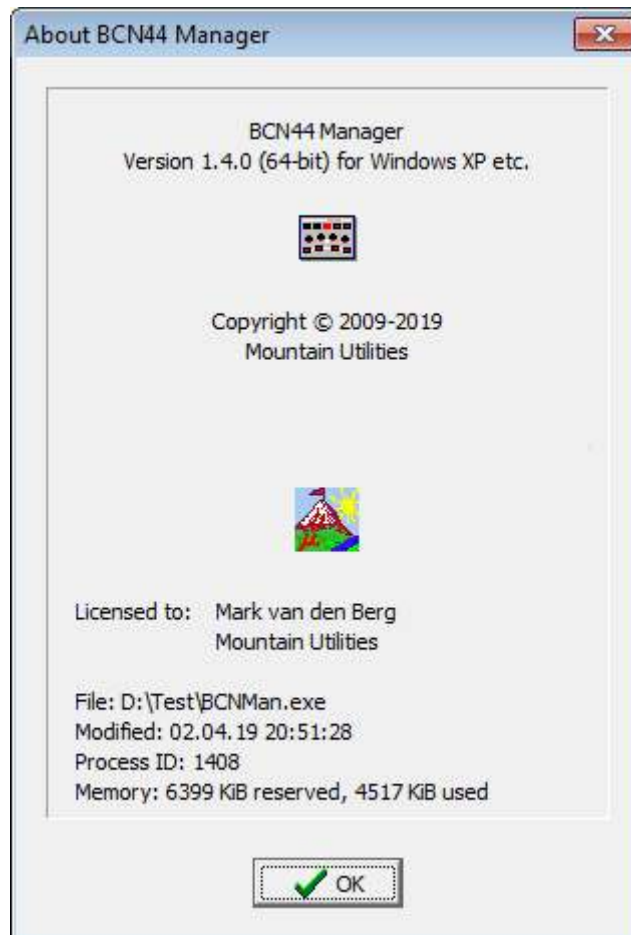 About BCN44 Manager
BCN44 Manager
Version 1.4.0 (64-bit) for Windows XP etc.
Copyright © 2009-2019
Mountain Utilities
Licensed to: Mark van den Berg
Mountain Utilities
File: D:\Test\BCNMan.exe
Modified: 02.04.19 20:51:28
Process ID: 1408
Memory: 6399 KiB reserved, 4517 KiB used
OK